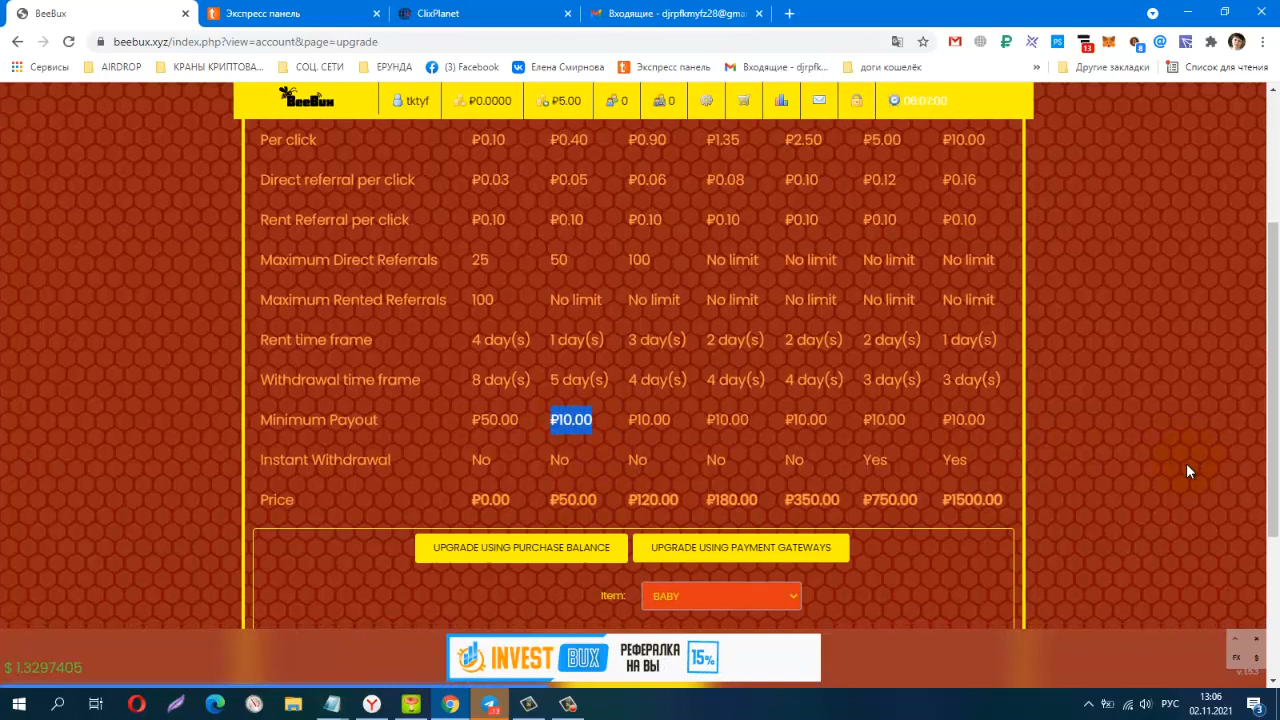 BeeBux
Экспресс панель
ClixPlanet
Входящие - djrpfkmyfz28@gma
beebux.xyz/index.php?view=account&page=upgrade
13
8
Сервисы
AIRDROP
КРАНЫ КРИПТОВА...
СОЦ. СЕТИ
ЕРУНДА
(3) Facebook
Елена Смирнова
Экспресс панель
Входящие - djrpfk...
доги кошелёк
»
Другие закладки
Список для чтения
BeeBux
tktyf
₽0.0000
₽5.00
0
0
06:07:00
Per click ₽0.10 ₽0.40 ₽0.90 ₽1.35 ₽2.50 ₽5.00 ₽10.00
Direct referral per click ₽0.03 ₽0.05 ₽0.06 ₽0.08 ₽0.10 ₽0.12 ₽0.16
Rent Referral per click ₽0.10 ₽0.10 ₽0.10 ₽0.10 ₽0.10 ₽0.10 ₽0.10
Maximum Direct Referrals 25 50 100 No limit No limit No limit No limit
Maximum Rented Referrals 100 No limit No limit No limit No limit No limit No limit
Rent time frame 4 day(s) 1 day(s) 3 day(s) 2 day(s) 2 day(s) 2 day(s) 1 day(s)
Withdrawal time frame 8 day(s) 5 day(s) 4 day(s) 4 day(s) 4 day(s) 3 day(s) 3 day(s)
Minimum Payout ₽50.00 ₽10.00 ₽10.00 ₽10.00 ₽10.00 ₽10.00 ₽10.00
Instant Withdrawal No No No No No Yes Yes
Price ₽0.00 ₽50.00 ₽120.00 ₽180.00 ₽350.00 ₽750.00 ₽1500.00
UPGRADE USING PURCHASE BALANCE
UPGRADE USING PAYMENT GATEWAYS
Item: BABY
INVEST BUX
РЕФЕРАЛКА
НА ВЫ
15%
$ 1.3297405
FX $
РУС
13:06
02.11.2021
3